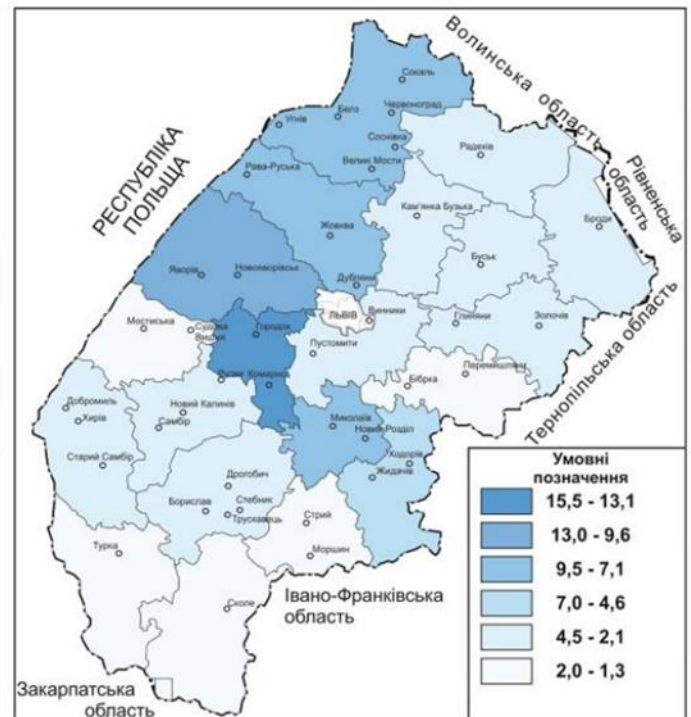 Волинська область
Рівненська
область
РЕСПУБЛІКА
ПОЛЬЩА
Сокаль
Белз
Червоноград
Угнів
Соснівка
Рава-Руська
Великі Мости
Радехів
Кам'янка Бузька
Броди
Жовква
Буськ
Яворів
Новояворівськ
Дубляни
Мостиська
Судова
Вишня
Городок
ЛЬВІВ
Винники
Глиняни
Золочів
Пустомити
Рудки
Комарно
Бібрка
Перемишляни
Тернопільська область
Добромиль
Хирів
Новий Калинів
Самбір
Миколаїв
Новий Розділ
Ходорів
Жидачів
Старий Самбір
Дрогобич
Борислав
Стебник
Трускавець
Стрий
Моршин
Турка
Сколе
Івано-Франківська
область
Закарпатська
область
Умовні
позначення
15,5 - 13,1
13,0 - 9,6
9,5 - 7,1
7,0 - 4,6
4,5 - 2,1
2,0 - 1,3